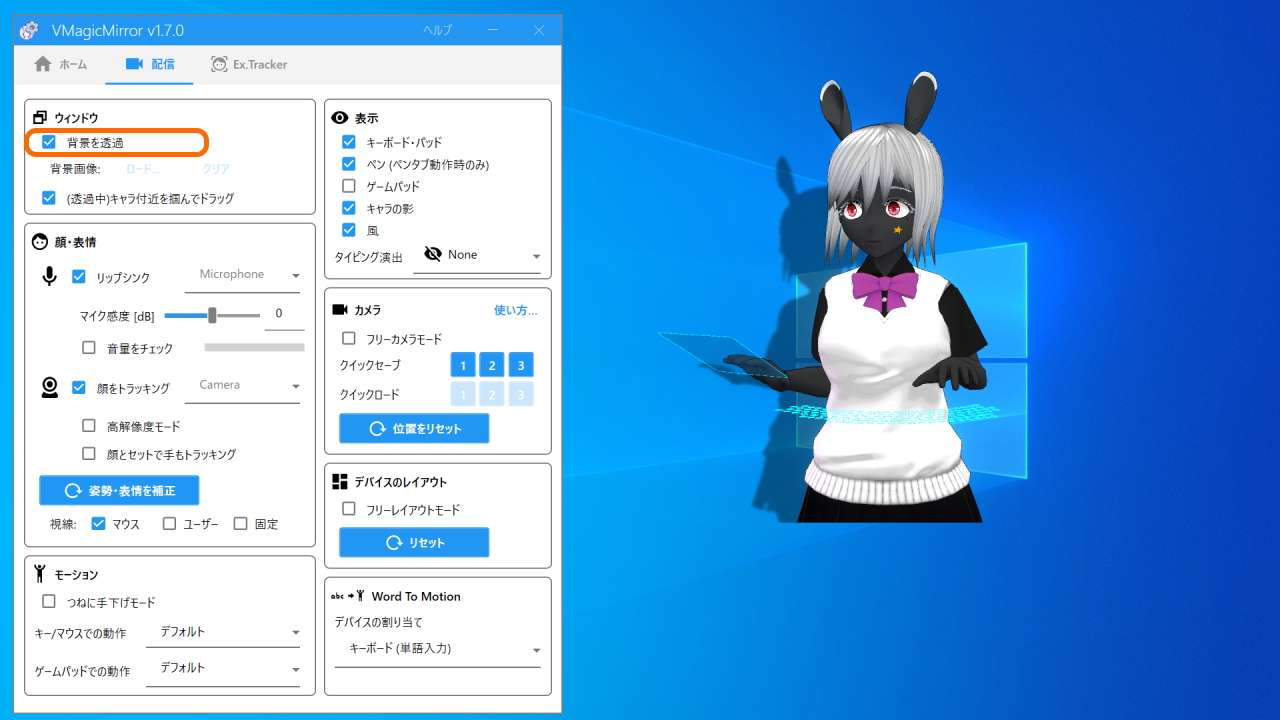 VMagicMirror v1.7.0
ヘルプ
ホーム
配信
Ex.Tracker
ウィンドウ
背景を透過
背景画像:
ロード...
クリア
(透過中)キャラ付近を掴んでドラッグ
顔・表情
リップシンク
Microphone
マイク感度 [dB]
0
音量をチェック
顔をトラッキング
Camera
高解像度モード
顔とセットで手もトラッキング
姿勢・表情を補正
視線:
マウス
ユーザー
固定
モーション
つねに手下げモード
キー/マウスでの動作
デフォルト
ゲームパッドでの動作
デフォルト
表示
キーボード・パッド
ペン (ペンタブ動作時のみ)
ゲームパッド
キャラの影
風
タイピング演出
None
カメラ
使い方...
フリーカメラモード
クイックセーブ
1 2 3
クイックロード
1 2 3
位置をリセット
デバイスのレイアウト
フリーレイアウトモード
リセット
abc
Word To Motion
デバイスの割り当て
キーボード (単語入力)